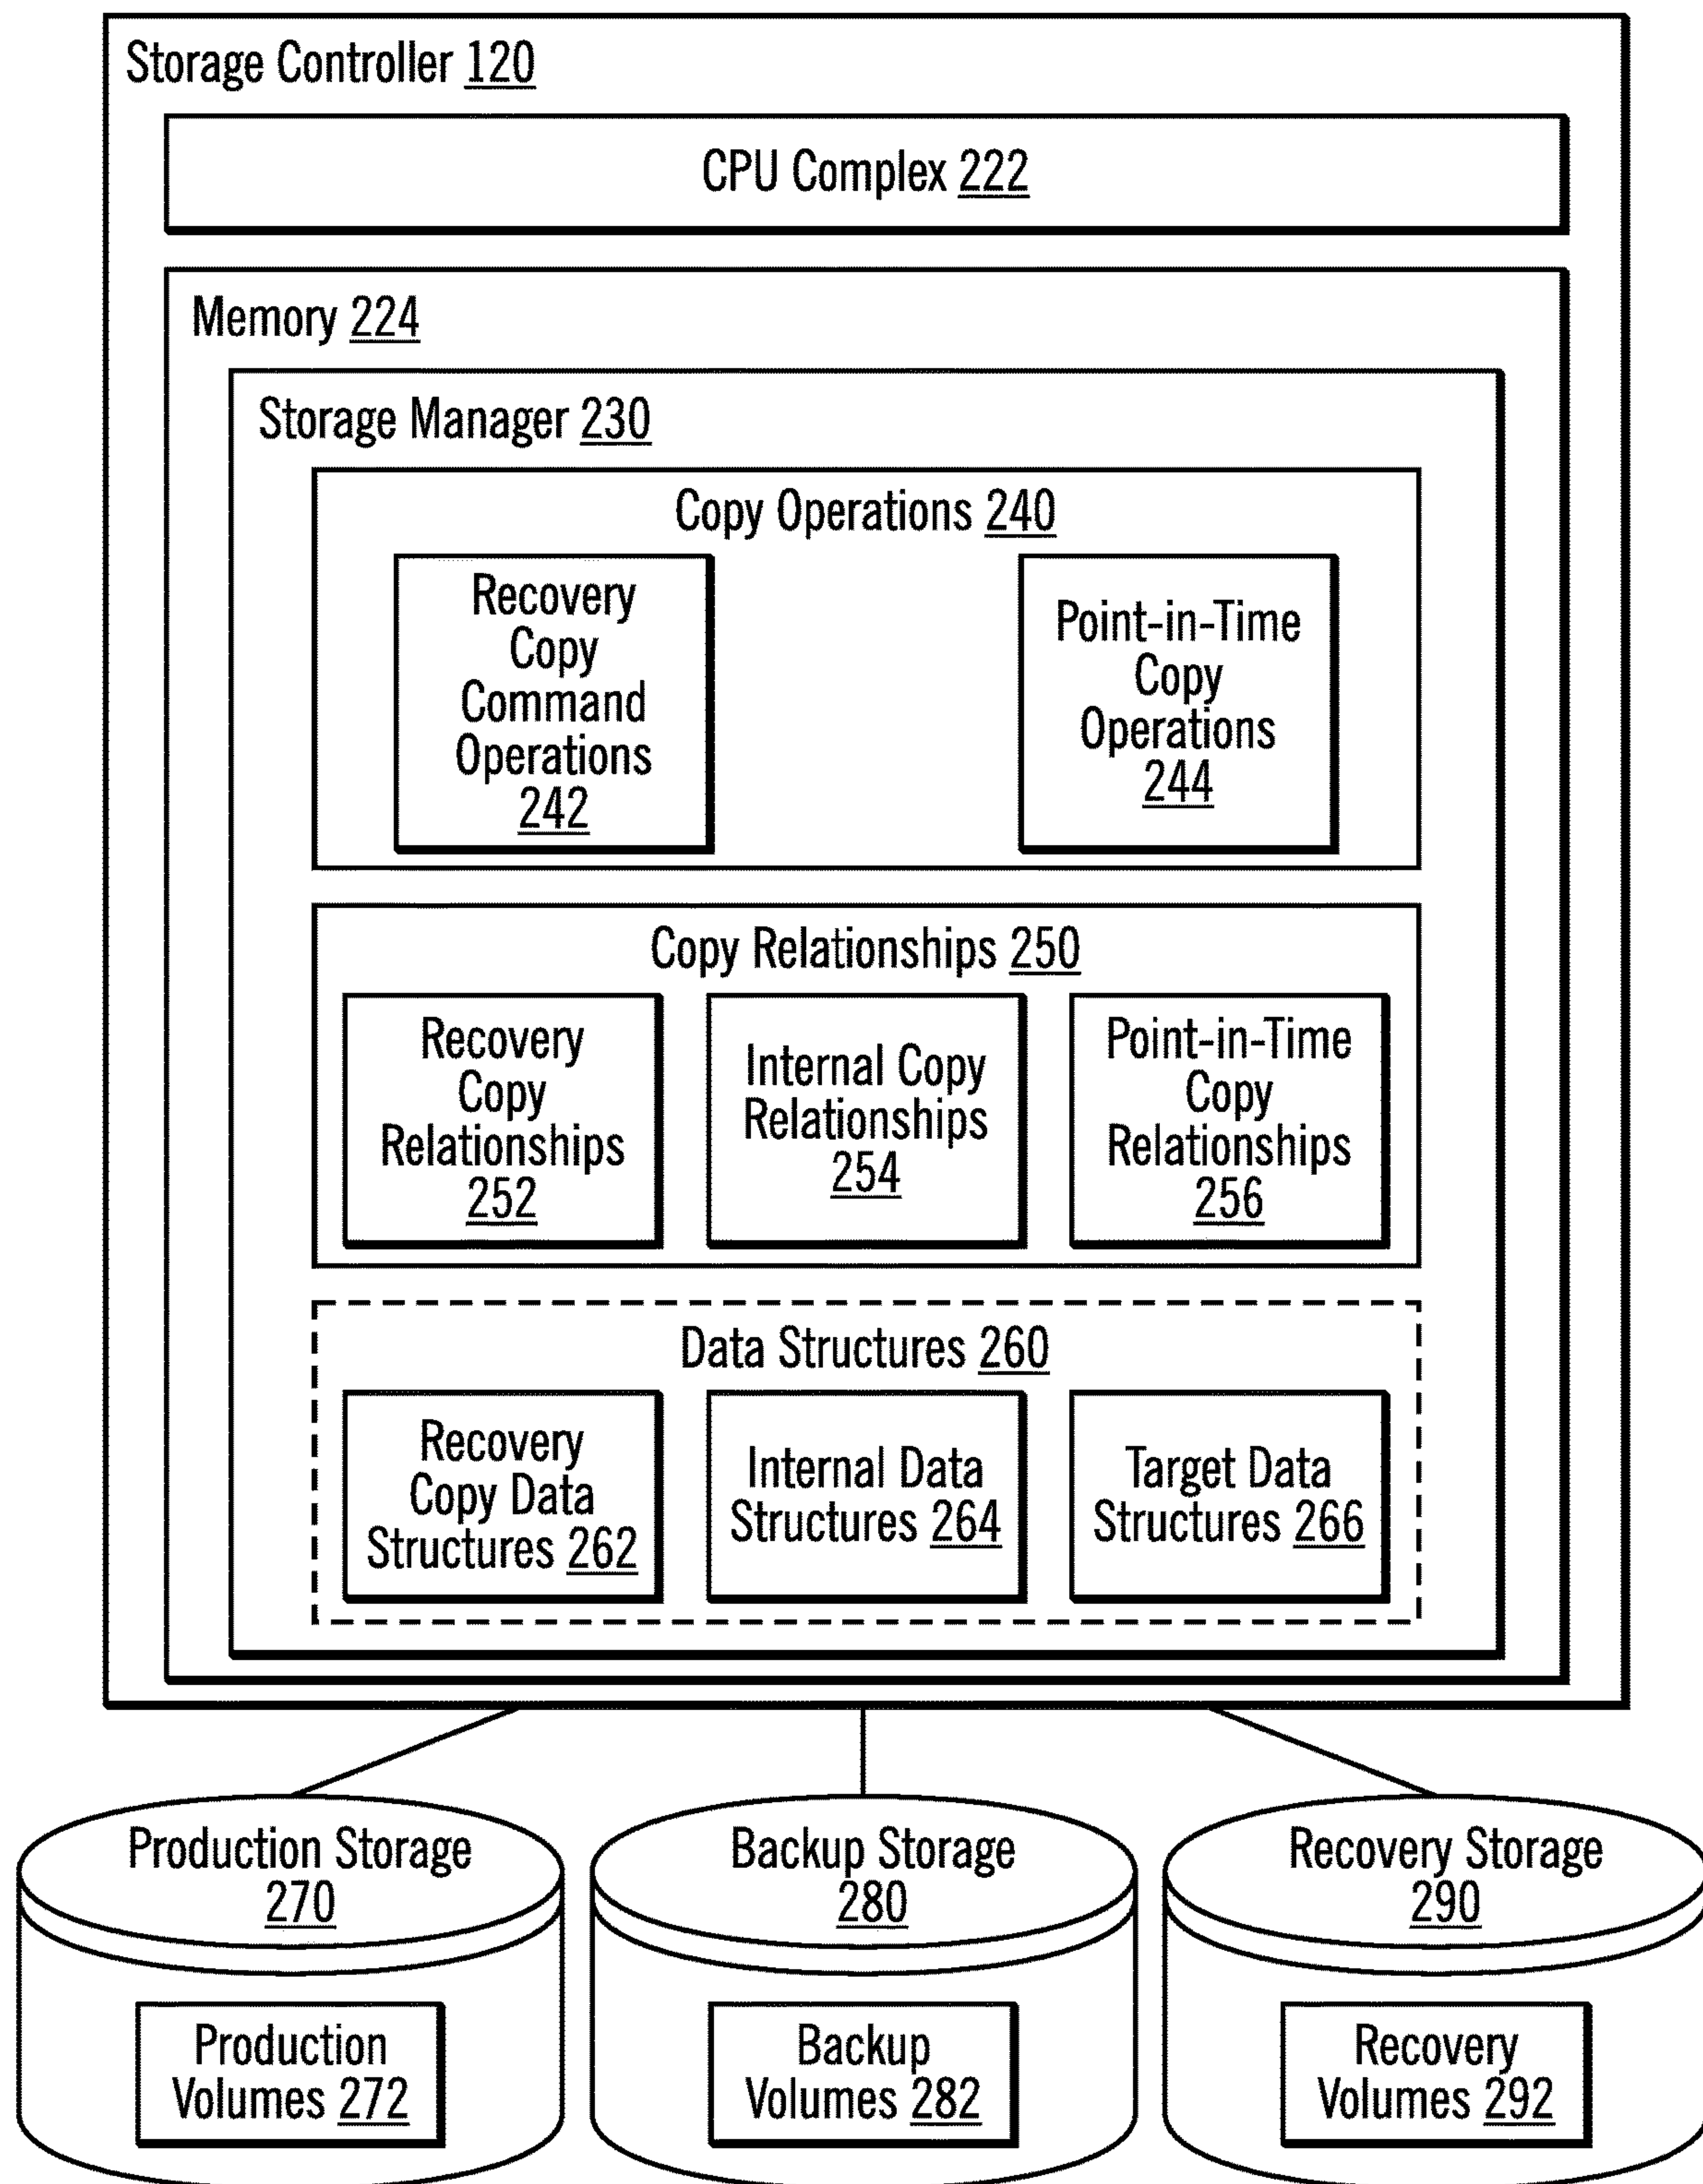 Storage Controller 120
CPU Complex 222
Memory 224
Storage Manager 230
Copy Operations 240
Recovery
Copy
Command
Operations
242
Point-in-Time
Copy
Operations
244
Copy Relationships 250
Recovery
Copy
Relationships
252
Internal Copy
Relationships
254
Point-in-Time
Copy
Relationships
256
Data Structures 260
Recovery
Copy Data
Structures 262
Internal Data
Structures 264
Target Data
Structures 266
Production Storage
270
Backup Storage
280
Recovery Storage
290
Production
Volumes 272
Backup
Volumes 282
Recovery
Volumes 292